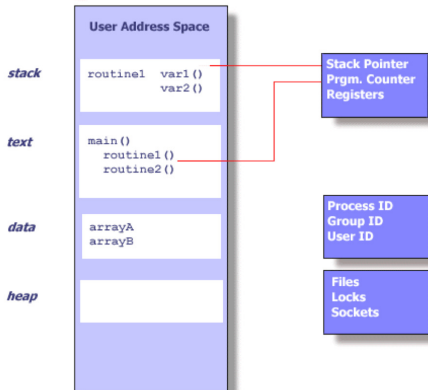 User Address Space
stack
routine1 var1()
var2()
text
main()
routine1()
routine2()
data
arrayA
arrayB
heap
Stack Pointer
Prgm. Counter
Registers
Process ID
Group ID
User ID
Files
Locks
Sockets